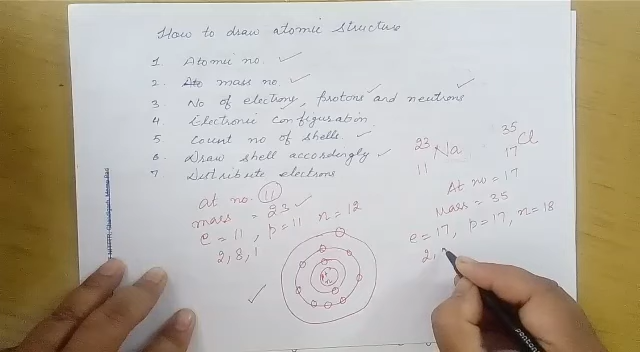 How to draw atomic structure
1 Atomic no.
2. mass no
3 No of electrons, protons and neutrons
4 Electronic configuration
5 Count no of shells.
6. Draw shell accordingly
7. Distribute electrons
at no. 11
mass = 23
e = 11, p = 11 n = 12
2, 8, 1
23 Na 11
35 Cl 17
At no = 17
Mass = 35
e = 17, p = 17, n = 18
2,